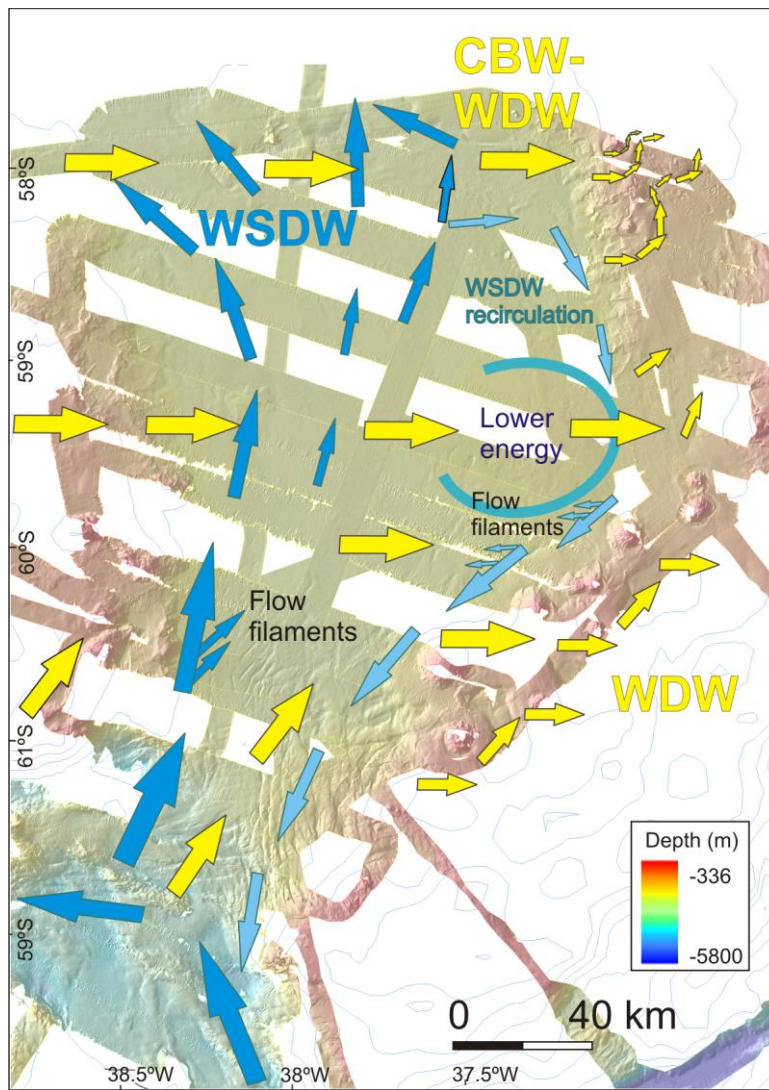 CBW-
WDW
58°S
WSDW
WSDW
recirculation
59°S
Lower
energy
Flow
filaments
60°S
Flow
filaments
WDW
61°S
Depth (m)
-336
-5800
59°S
0 40 km
38.5°W 38°W 37.5°W